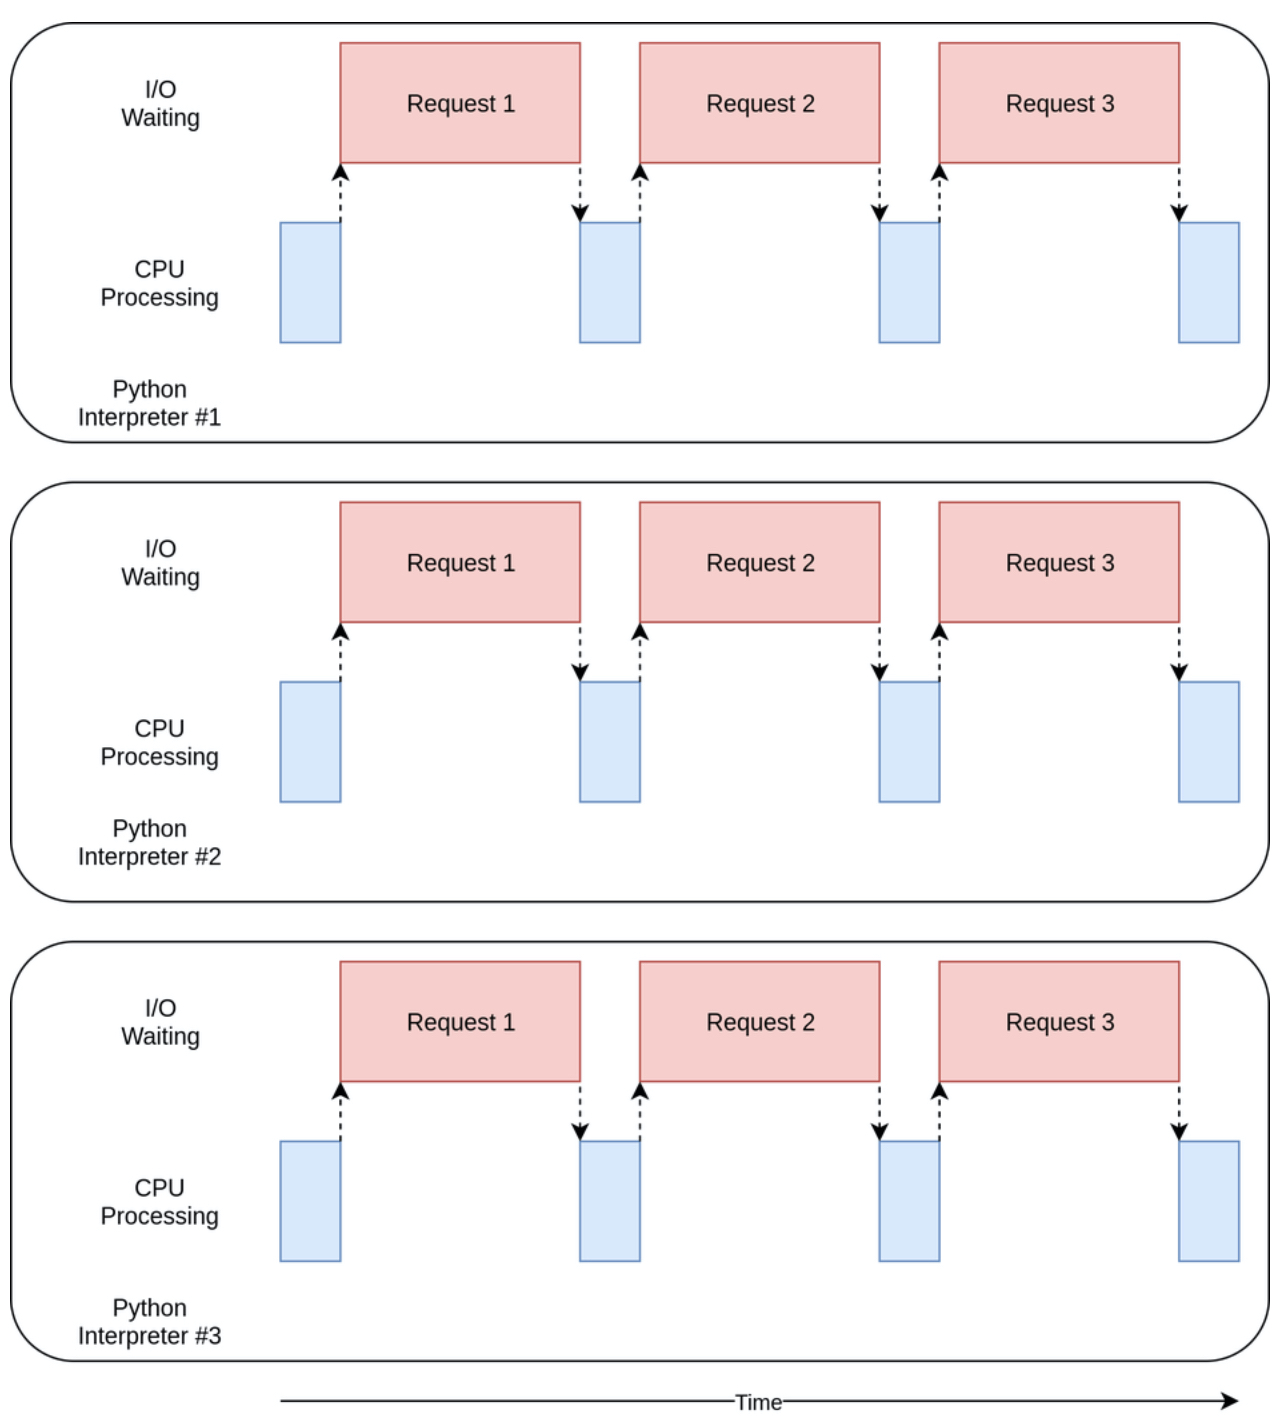 I/O
Waiting
Request 1
Request 2
Request 3
CPU
Processing
Python
Interpreter #1
I/O
Waiting
Request 1
Request 2
Request 3
CPU
Processing
Python
Interpreter #2
I/O
Waiting
Request 1
Request 2
Request 3
CPU
Processing
Python
Interpreter #3
Time